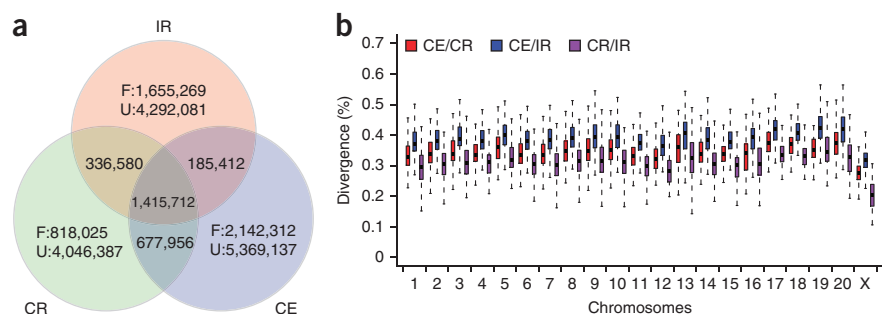 a
IR
F:1,655,269
U:4,292,081
336,580
185,412
1,415,712
F:818,025
U:4,046,387
677,956
F:2,142,312
U:5,369,137
CR
CE
b
CE/CR CE/IR CR/IR
Divergence (%)
0.7
0.6
0.5
0.4
0.3
0.2
0.1
0
1 2 3 4 5 6 7 8 9 10 11 12 13 14 15 16 17 18 19 20 X
Chromosomes